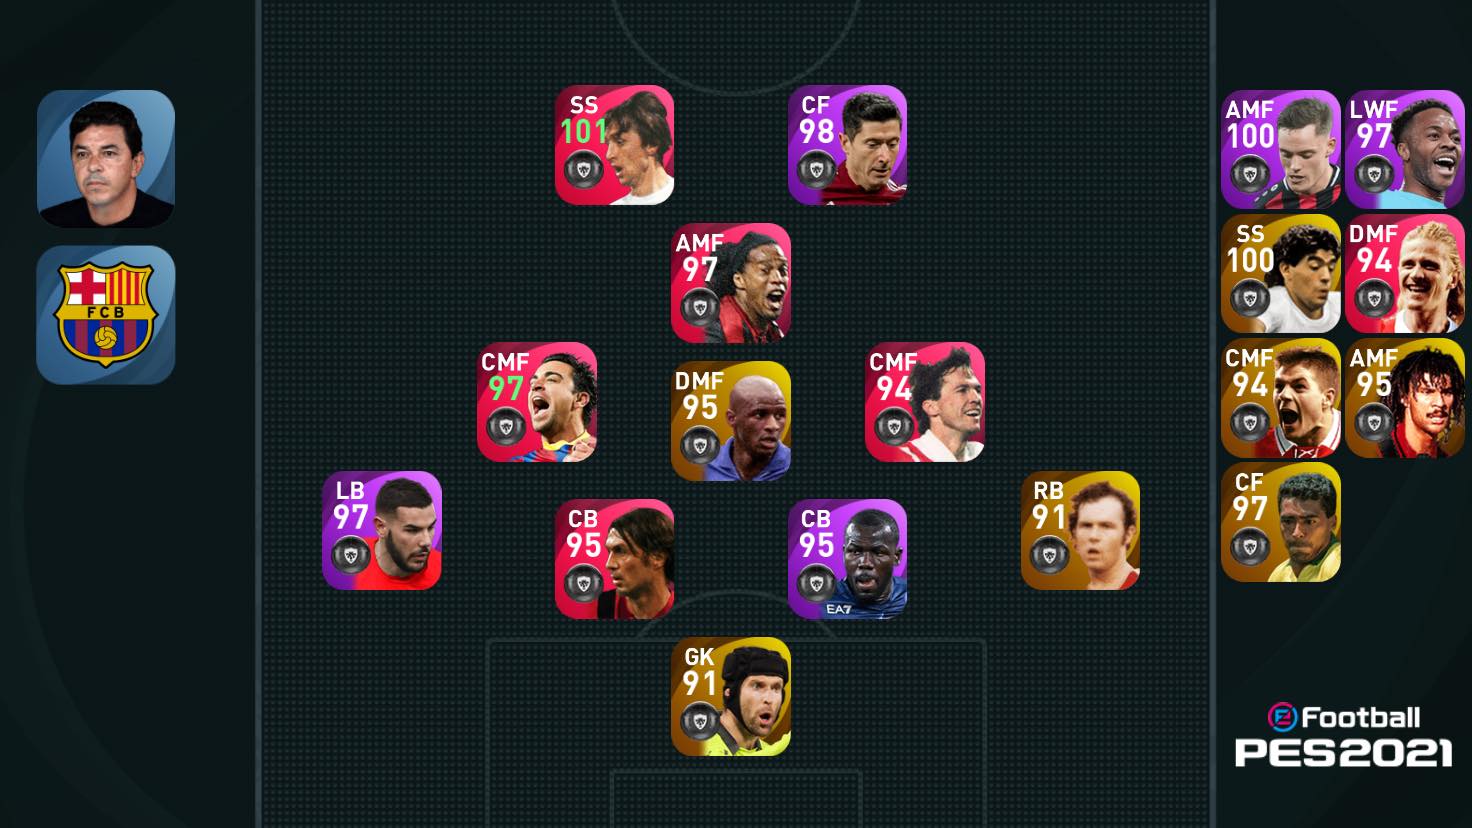 SS
101
CF
98
AMF
97
CMF
97
DMF
95
CMF
94
LB
97
CB
95
CB
95
EA7
RB
91
GK
91
FCB
AMF
100
LWF
97
SS
100
DMF
94
CMF
94
AMF
95
CF
97
eFootball
PES2021